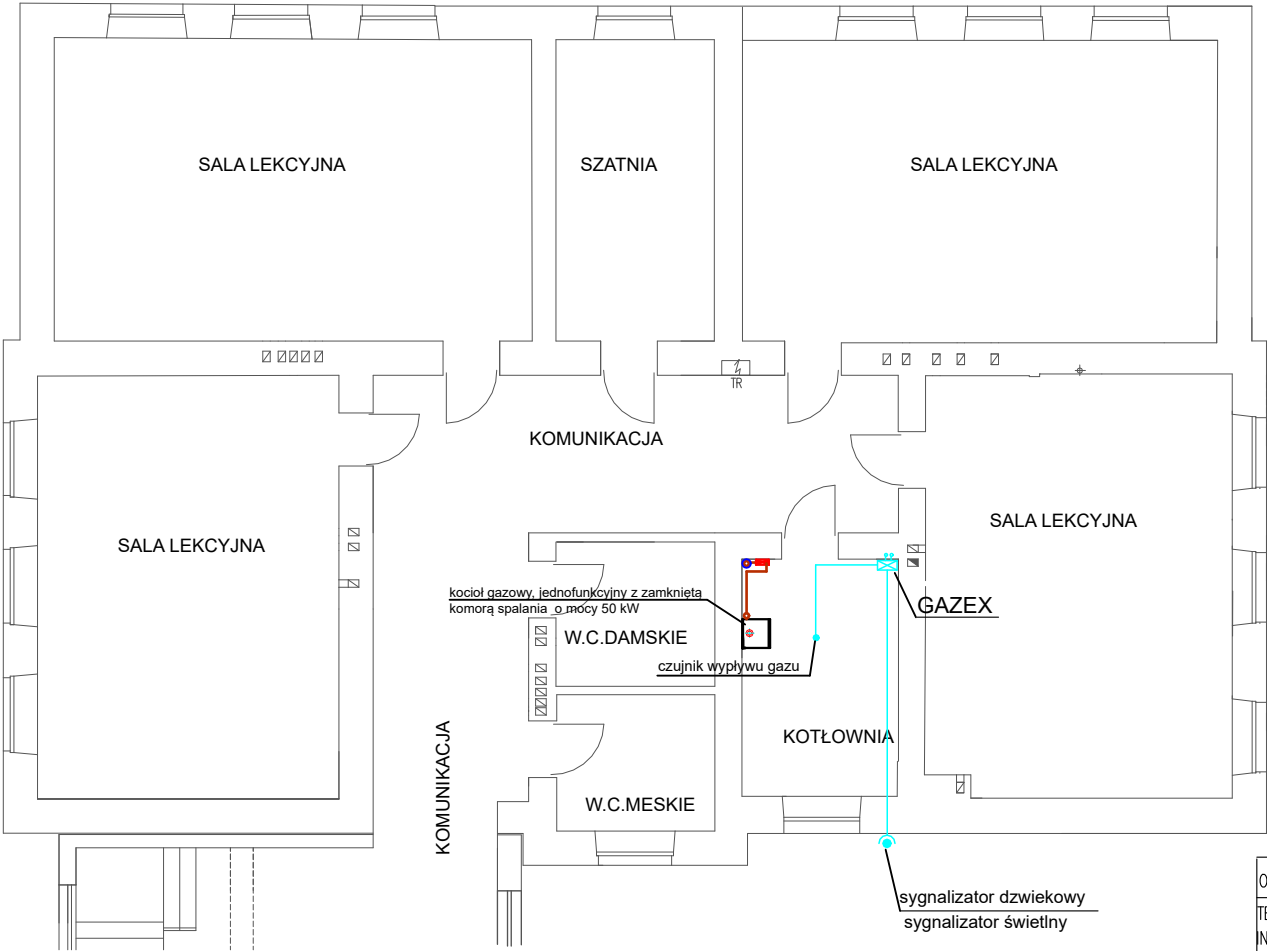 SALA LEKCYJNA
SZATNIA
SALA LEKCYJNA
TR
KOMUNIKACJA
SALA LEKCYJNA
SALA LEKCYJNA
kocioł gazowy, jednofunkcyjny z zamkniętą
komorą spalania o mocy 50 kW
GAZEX
W.C.DAMSKIE
czujnik wypływu gazu
KOTŁOWNIA
KOMUNIKACJA
W.C.MESKIE
sygnalizator dzwiekowy
sygnalizator świetlny